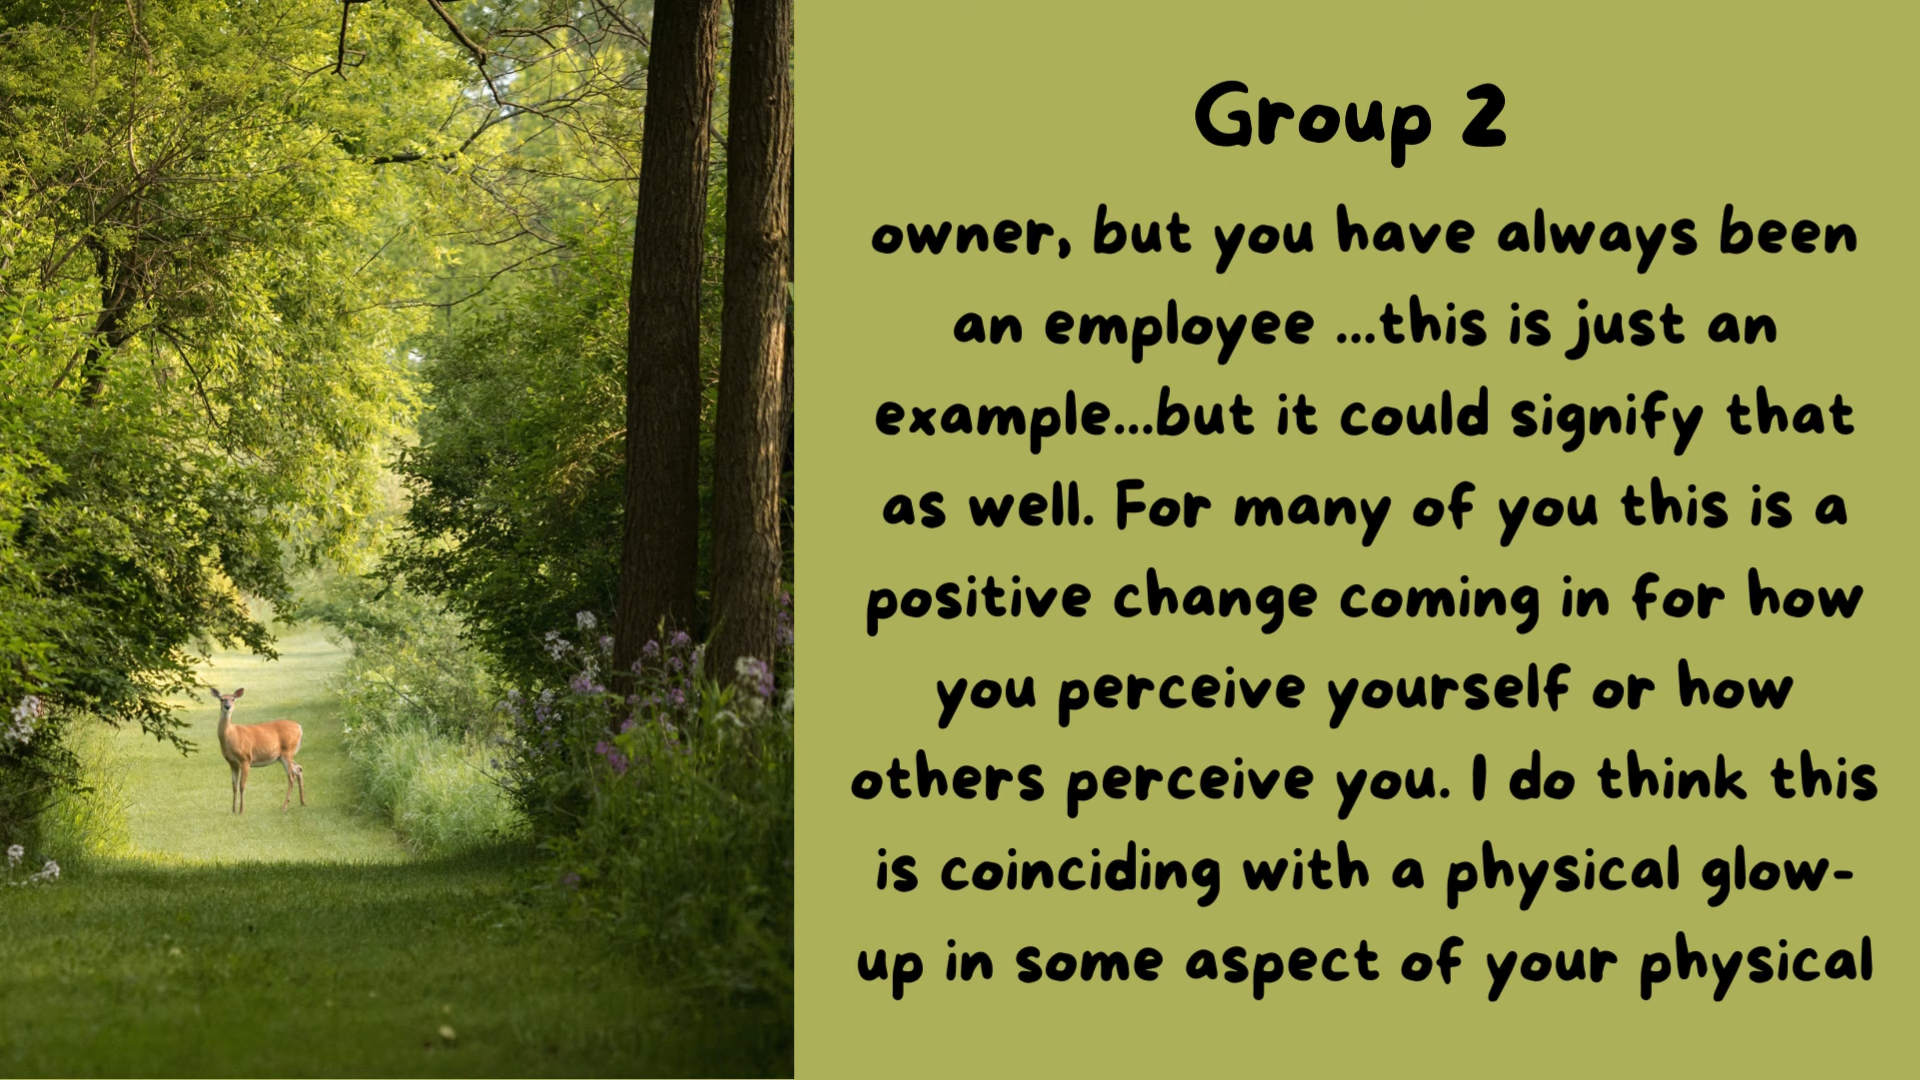 Group 2
owner, but you have always been
an employee ...this is just an
example...but it could signify that
as well. For many of you this is a
positive change coming in for how
you perceive yourself or how
others perceive you. I do think this
is coinciding with a physical glow-
up in some aspect of your physical